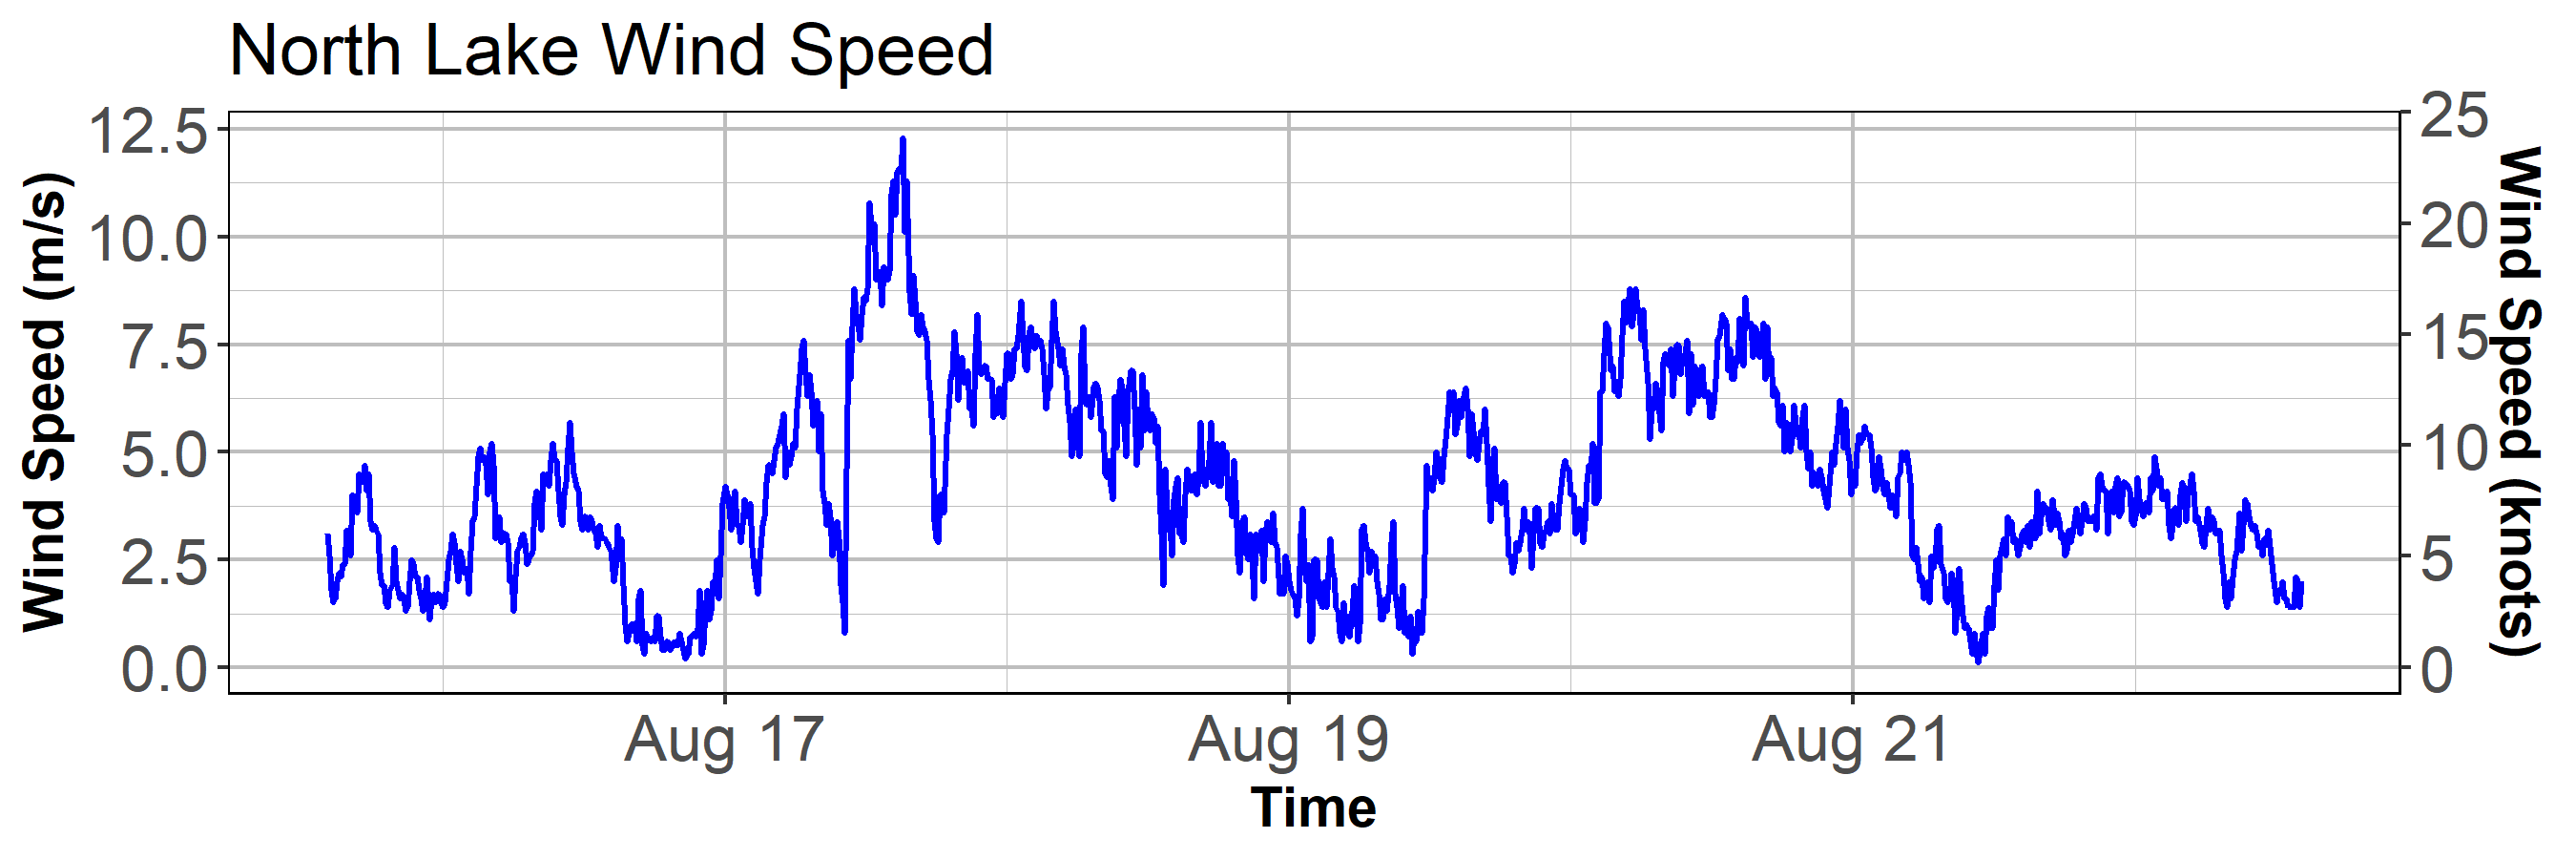 North Lake Wind Speed
Wind Speed (m/s)
12.5
10.0
7.5
5.0
2.5
0.0
25
20
15
10
5
0
Wind Speed (knots)
Aug 17
Aug 19
Aug 21
Time